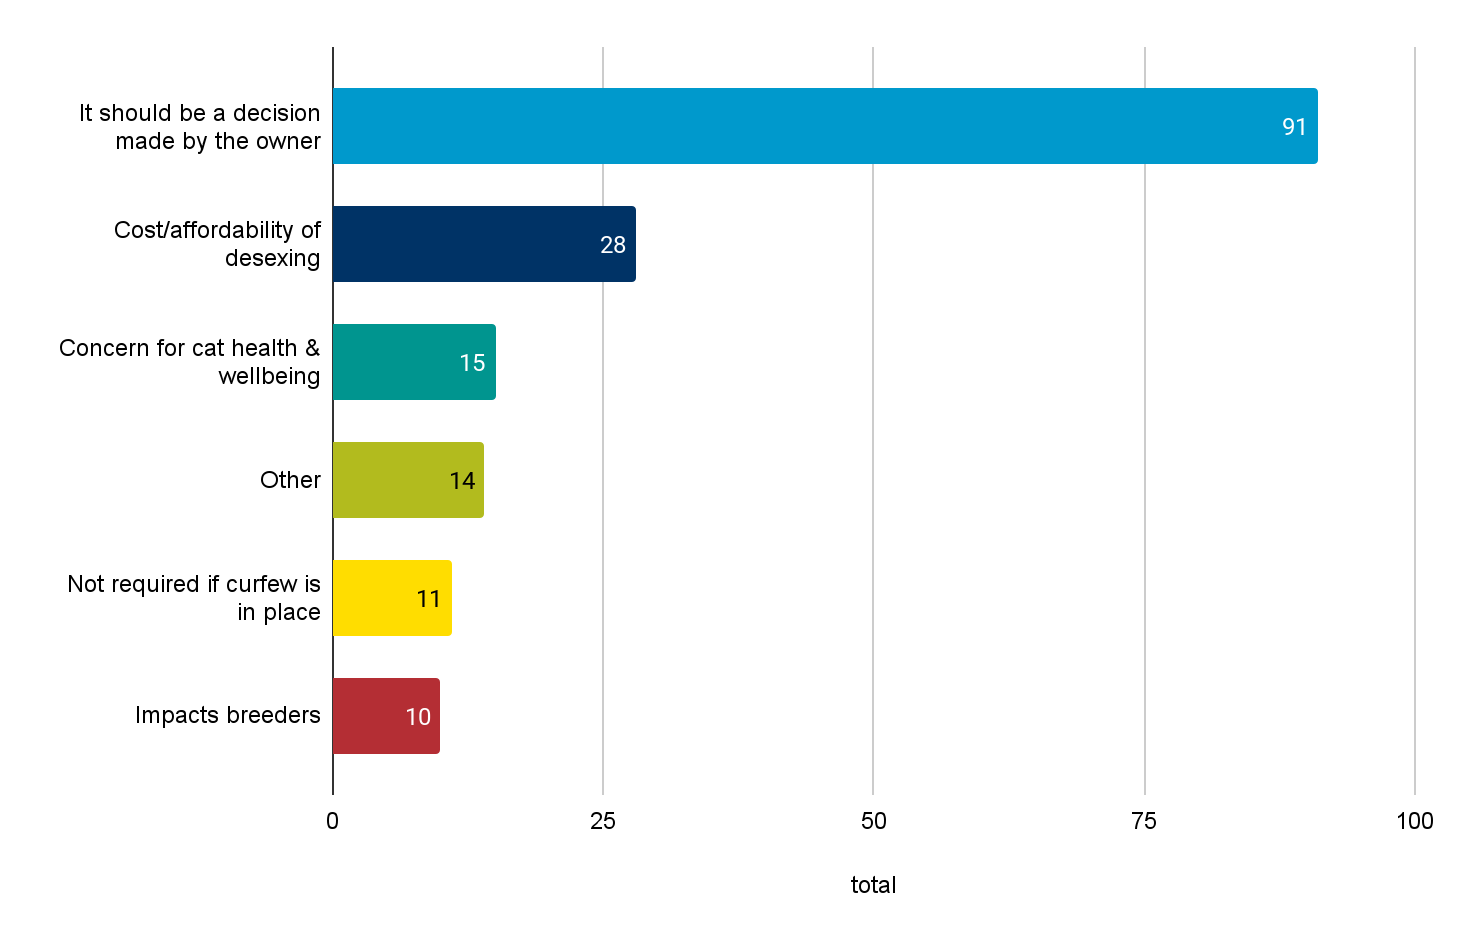 It should be a decision
made by the owner
91
Cost/affordability of
desexing
28
Concern for cat health &
wellbeing
15
Other
14
Not required if curfew is
in place
11
Impacts breeders
10
0
25
50
75
100
total